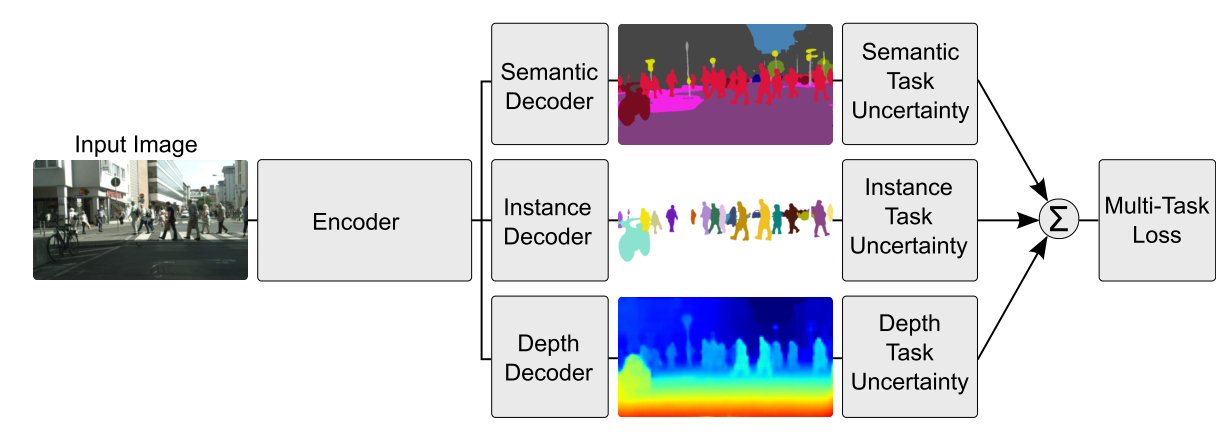 Input Image
Encoder
Semantic
Decoder
Instance
Decoder
Depth
Decoder
Semantic
Task
Uncertainty
Instance
Task
Uncertainty
Depth
Task
Uncertainty
Σ
Multi-Task
Loss